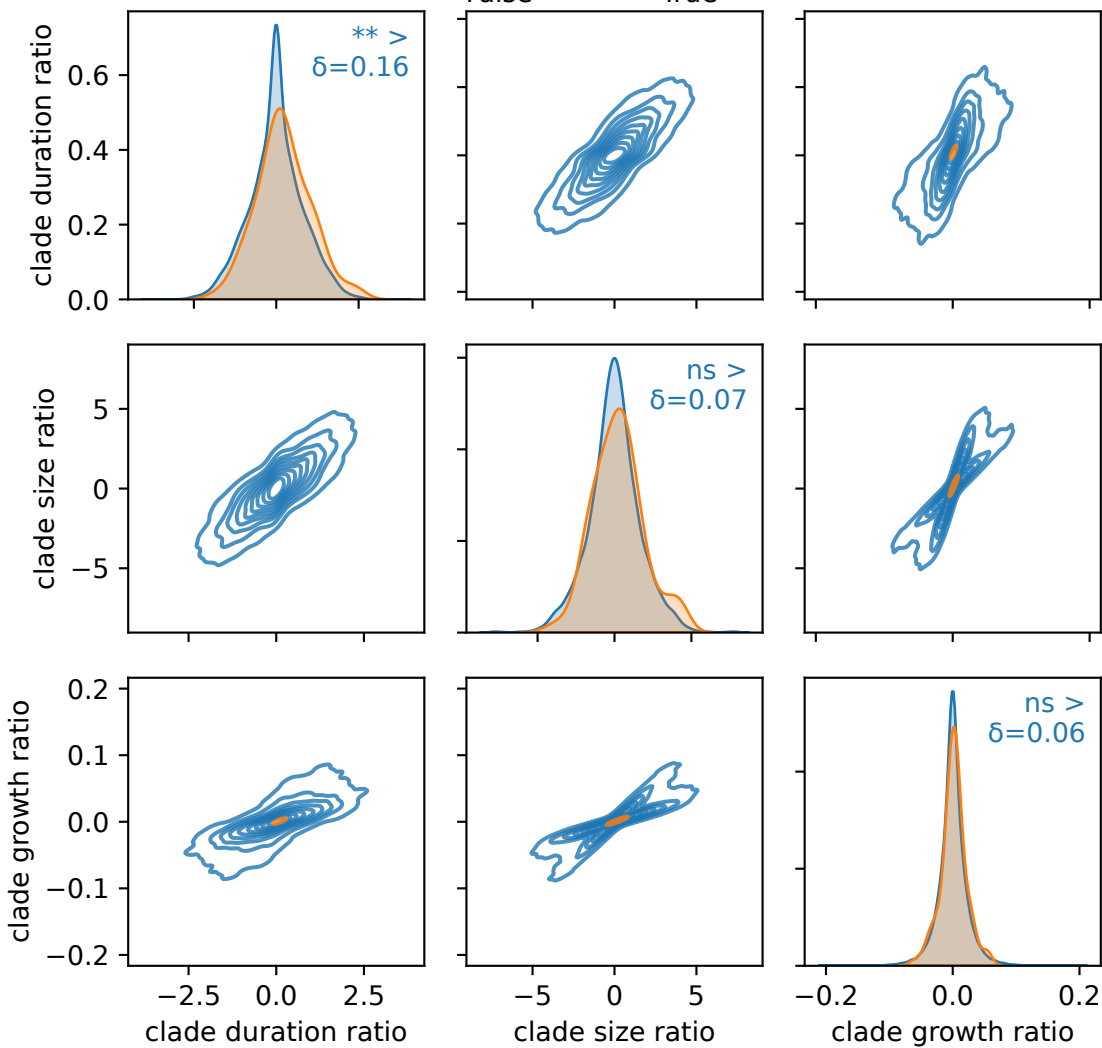 clade duration ratio
0.6
0.4
0.2
0.0
** >
δ=0.16
clade size ratio
5
0
−5
ns >
δ=0.07
clade growth ratio
0.2
0.1
0.0
−0.1
−0.2
ns >
δ=0.06
−2.5 0.0 2.5
−5 0 5
−0.2 0.0 0.2
clade duration ratio
clade size ratio
clade growth ratio